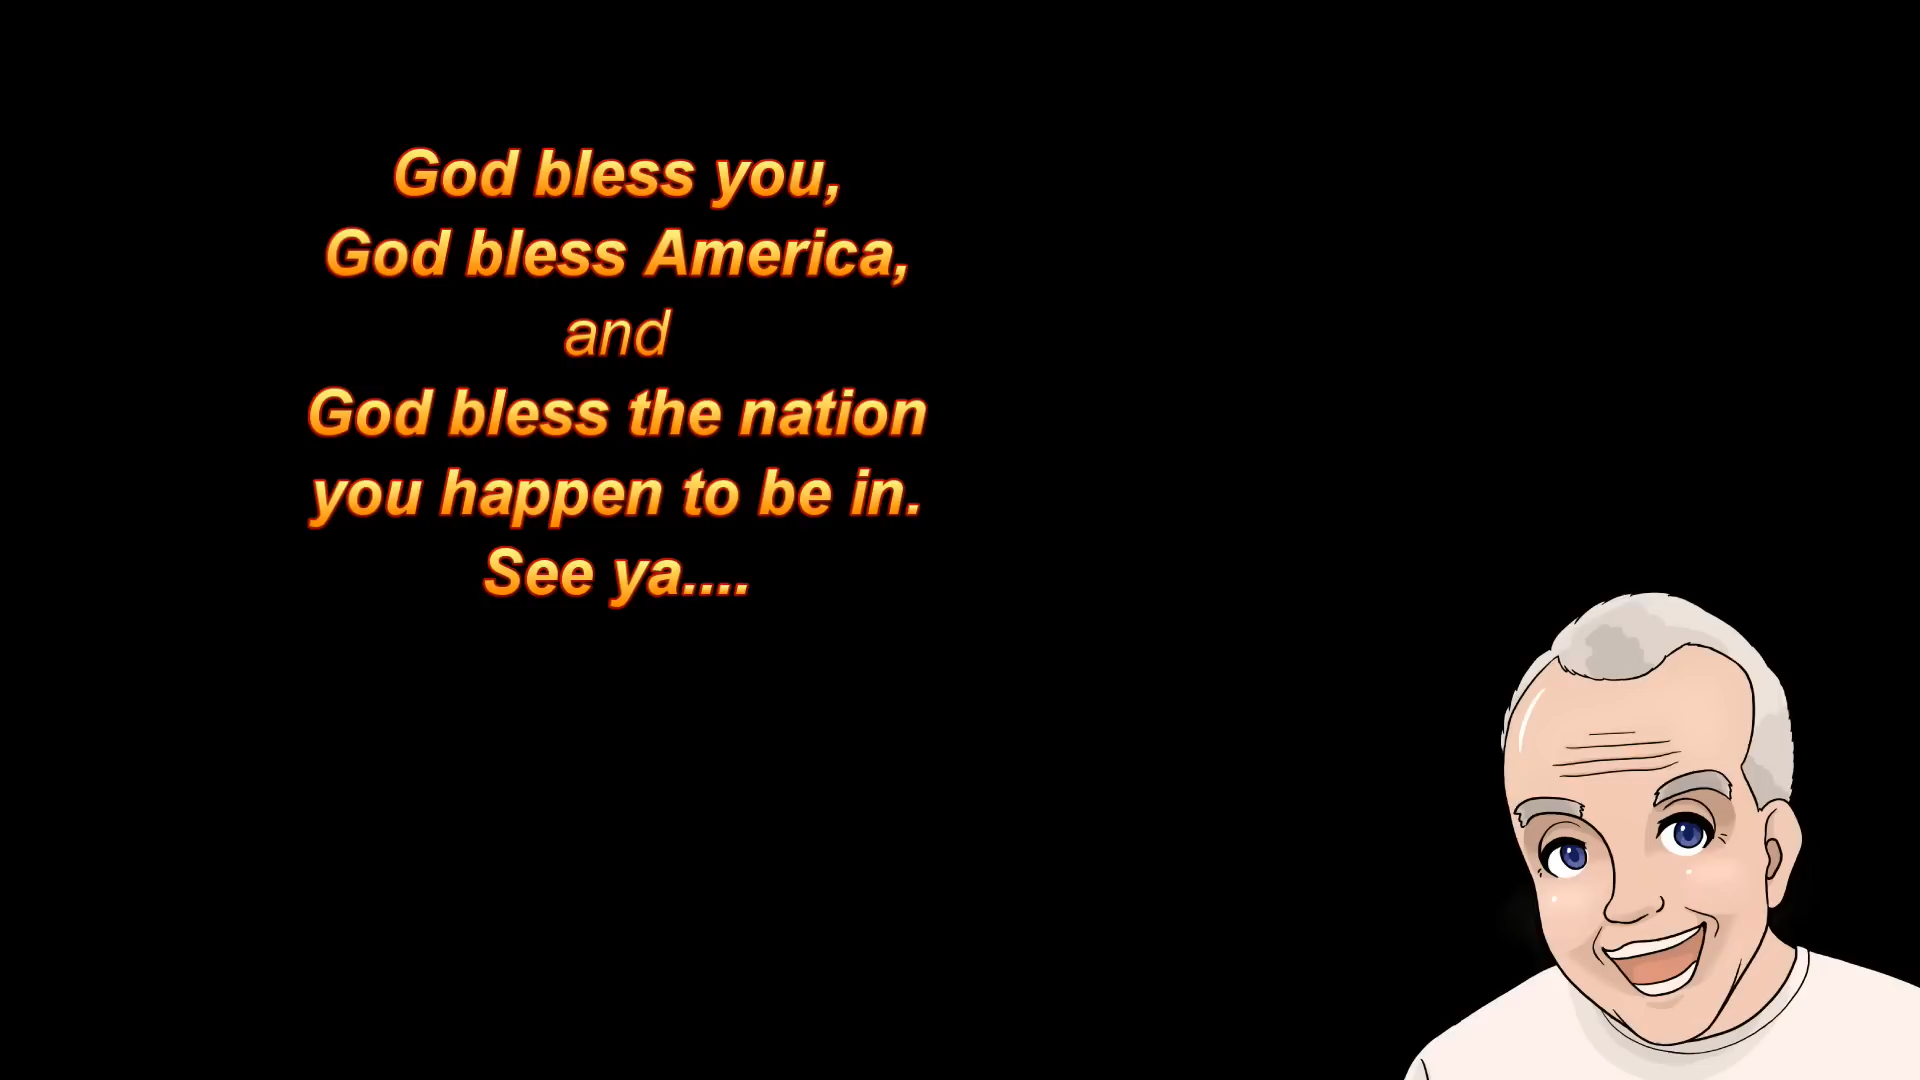 God bless you,
God bless America,
and
God bless the nation
you happen to be in.
See ya....